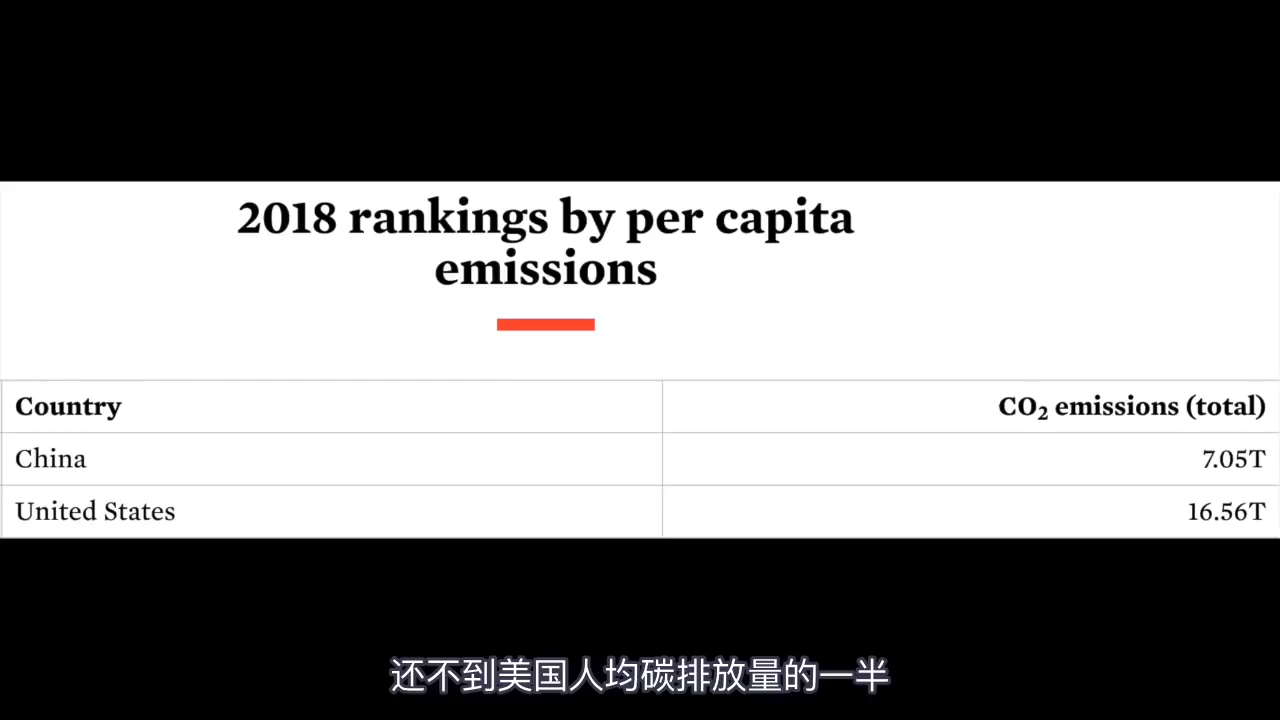 2018 rankings by per capita
emissions
Country CO₂ emissions (total)
China 7.05T
United States 16.56T
还不到美国人均碳排放量的一半